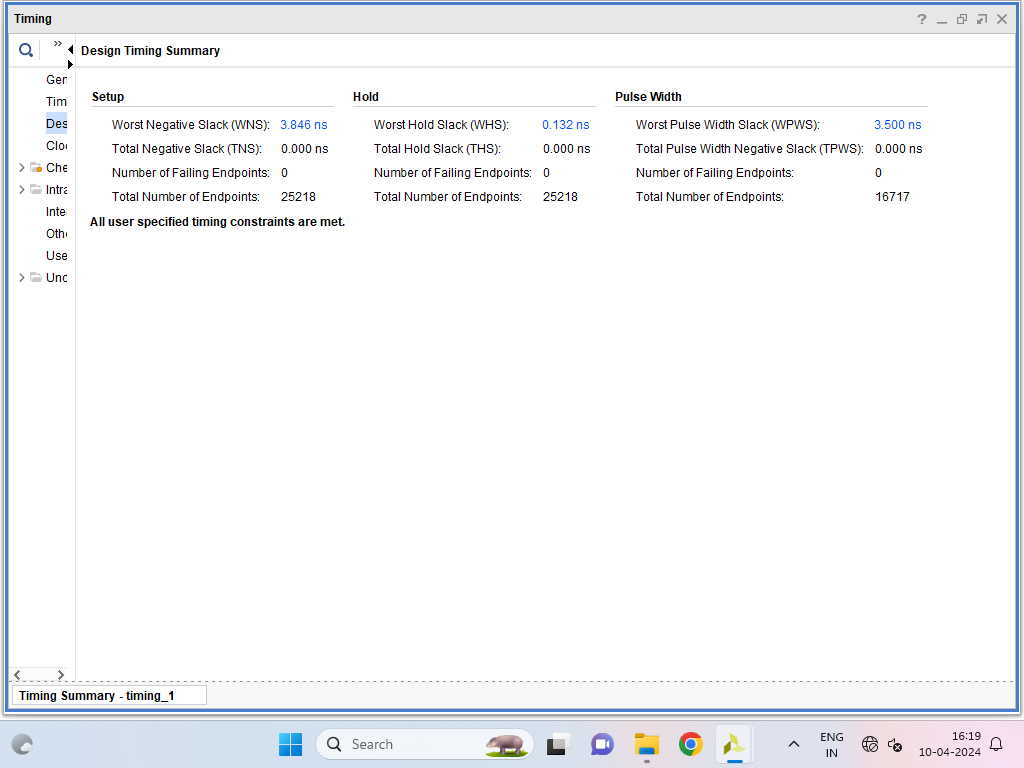 Timing
Design Timing Summary
Gen
Tim
Des
Cloc
Che
Intra
Inter
Othe
Use
Unc
Setup
Worst Negative Slack (WNS): 3.846 ns
Total Negative Slack (TNS): 0.000 ns
Number of Failing Endpoints: 0
Total Number of Endpoints: 25218
Hold
Worst Hold Slack (WHS): 0.132 ns
Total Hold Slack (THS): 0.000 ns
Number of Failing Endpoints: 0
Total Number of Endpoints: 25218
Pulse Width
Worst Pulse Width Slack (WPWS): 3.500 ns
Total Pulse Width Negative Slack (TPWS): 0.000 ns
Number of Failing Endpoints: 0
Total Number of Endpoints: 16717
All user specified timing constraints are met.
Timing Summary - timing_1
Search
ENG
IN
16:19
10-04-2024